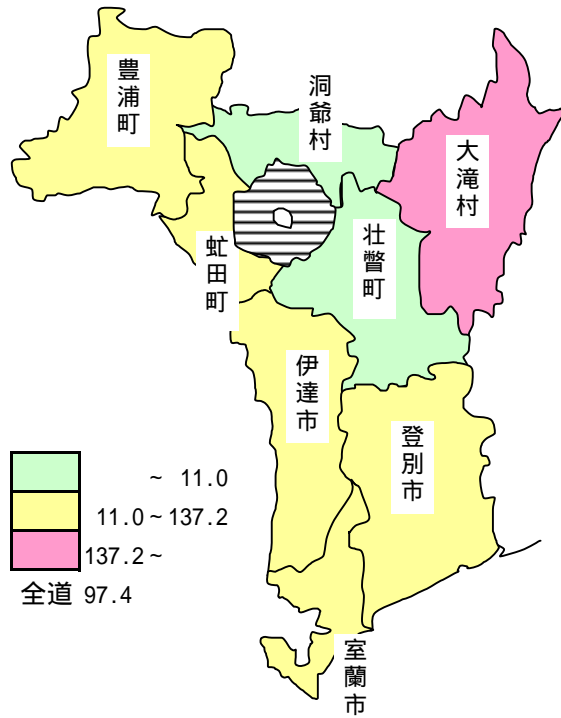 豊浦町
洞爺村
大滝村
壮瞥町
虻田町
伊達市
登別市
~ 11.0
11.0~137.2
137.2~
全道 97.4
室蘭市